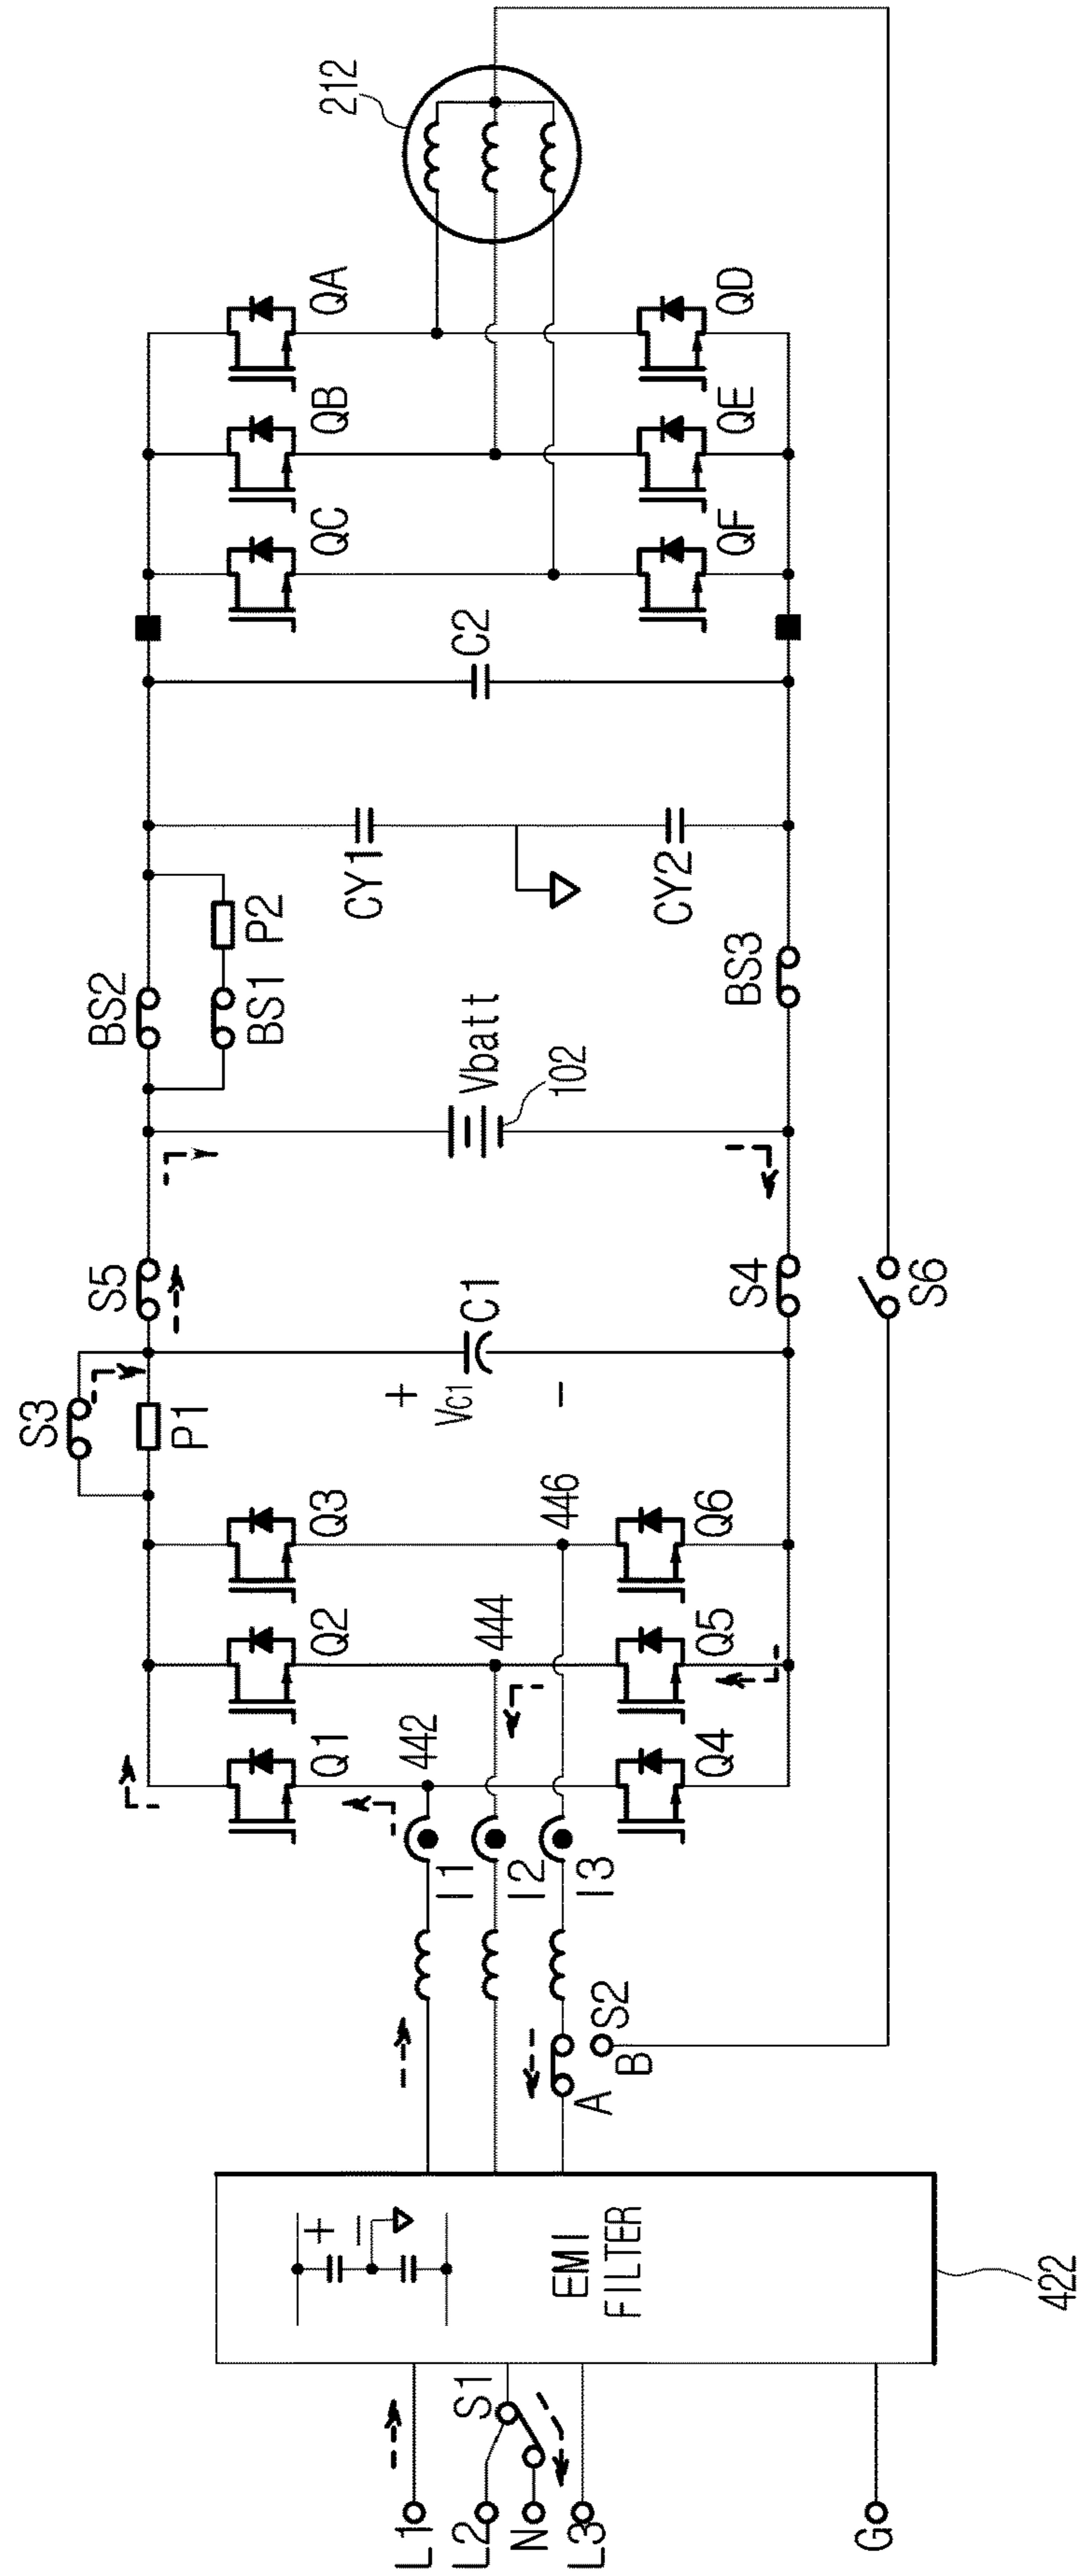 L1
L2
N
L3
G
S1
+
−
EMI
FILTER
422
A
B
S2
I1
I2
I3
442
444
446
Q1
Q2
Q3
Q4
Q5
Q6
S3
P1
+
Vc1
−
C1
S5
S4
S6
Vbatt
102
BS2
BS1
P2
BS3
CY1
CY2
C2
QC
QB
QA
QF
QE
QD
212